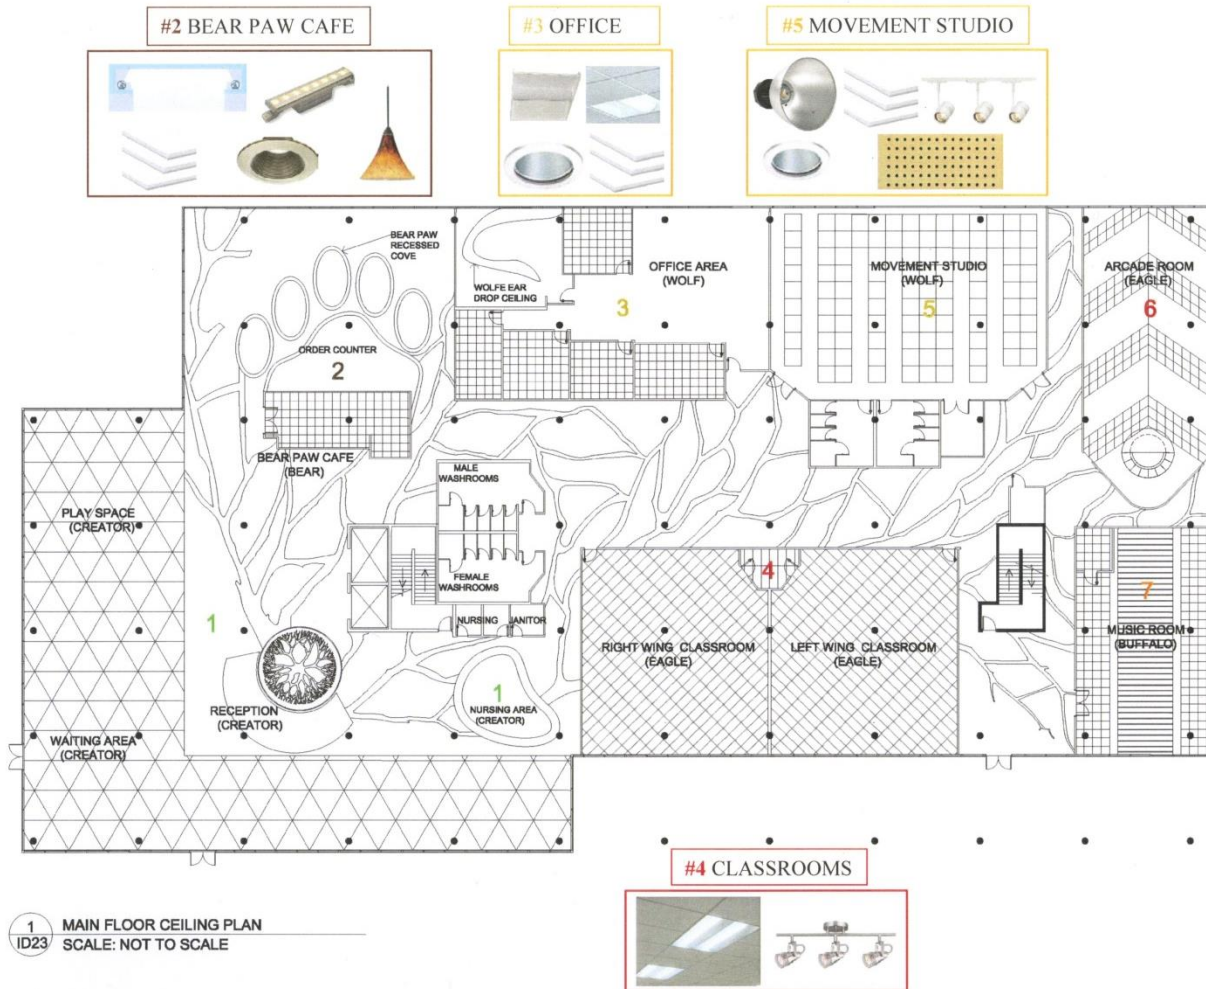 #2 BEAR PAW CAFE
#3 OFFICE
#5 MOVEMENT STUDIO
BEAR PAW
RECESSED
COVE
WOLFE EAR
DROP CEILING
OFFICE AREA
(WOLF)
3
MOVEMENT STUDIO
(WOLF)
5
ARCADE ROOM
(EAGLE)
6
ORDER COUNTER
2
BEAR PAW CAFE
(BEAR)
MALE
WASHROOMS
PLAY SPACE
(CREATOR)
FEMALE
WASHROOMS
4
7
1
NURSING
JANITOR
RIGHT WING CLASSROOM
(EAGLE)
LEFT WING CLASSROOM
(EAGLE)
MUSIC ROOM
(BUFFALO)
RECEPTION
(CREATOR)
1
NURSING AREA
(CREATOR)
WAITING AREA
(CREATOR)
#4 CLASSROOMS
1
ID23
MAIN FLOOR CEILING PLAN
SCALE: NOT TO SCALE